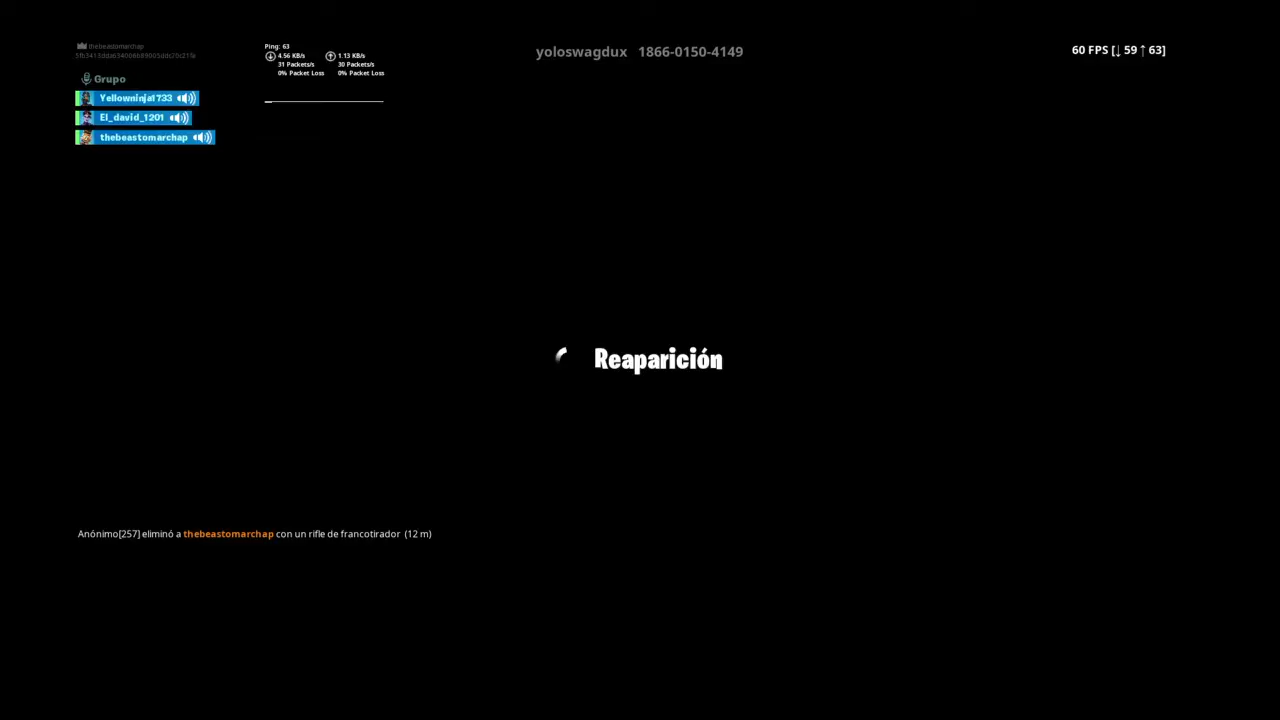 thebeastomarchap
Grupo
Yellowninja1733
El_david_1201
thebeastomarchap
Ping: 63
4.56 KB/s 1.13 KB/s
31 Packets/s 30 Packets/s
0% Packet Loss 0% Packet Loss
yoloswagdux 1866-0150-4149
60 FPS [↓ 59 ↑ 63]
Reaparición
Anónimo[257] eliminó a thebeastomarchap con un rifle de francotirador (12 m)